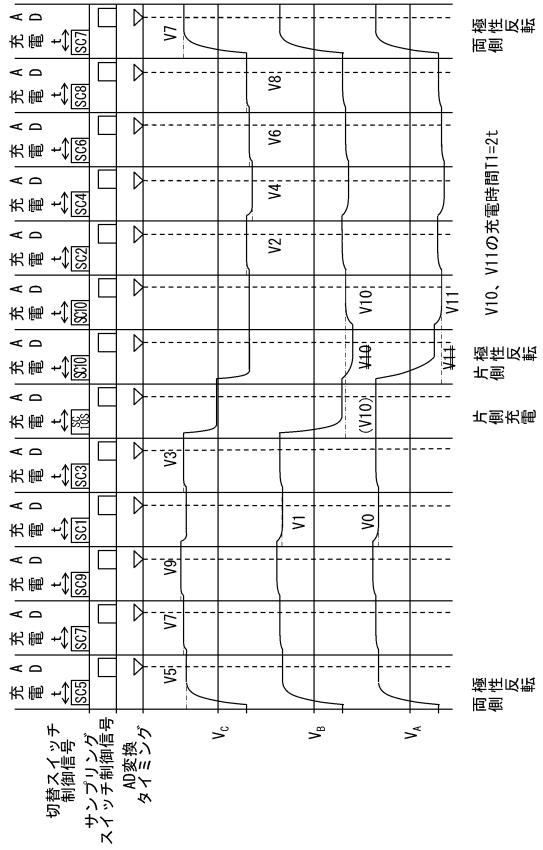 切替スイッチ
制御信号
サンプリング
スイッチ制御信号
AD変換
タイミング
充電 AD 充電 AD 充電 AD 充電 AD 充電 AD 充電 AD 充電 AD 充電 AD 充電 AD 充電 AD 充電 AD 充電 AD 充電 AD
t t t t t t t t t t t t
SC5 SC7 SC9 SC1 SC3 SC TOS SC10 SC10 SC2 SC4 SC6 SC8 SC7
VC
V5 V7 V9 V3 V2 V4 V6 V8 V7
VB
V1 (V10) V10 V10
VA
V0 V11 V11
両側 極性反転
片側充電
片側 極性反転
V10、V11の充電時間T1=2t
両側 極性反転